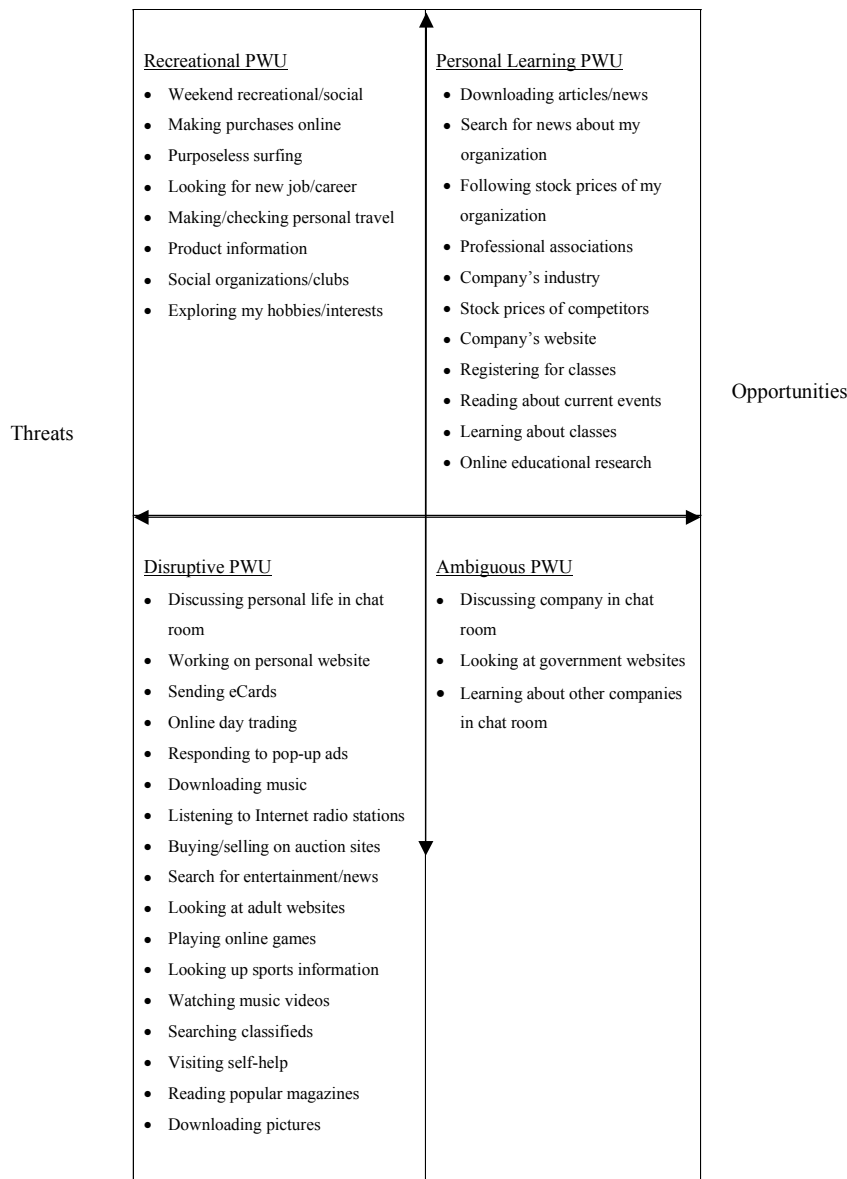 Recreational PWU
• Weekend recreational/social
• Making purchases online
• Purposeless surfing
• Looking for new job/career
• Making/checking personal travel
• Product information
• Social organizations/clubs
• Exploring my hobbies/interests
Personal Learning PWU
• Downloading articles/news
• Search for news about my
organization
• Following stock prices of my
organization
• Professional associations
• Company's industry
• Stock prices of competitors
• Company's website
• Registering for classes
• Reading about current events
• Learning about classes
• Online educational research
Threats
Opportunities
Disruptive PWU
• Discussing personal life in chat
room
• Working on personal website
• Sending eCards
• Online day trading
• Responding to pop-up ads
• Downloading music
• Listening to Internet radio stations
• Buying/selling on auction sites
• Search for entertainment/news
• Looking at adult websites
• Playing online games
• Looking up sports information
• Watching music videos
• Searching classifieds
• Visiting self-help
• Reading popular magazines
• Downloading pictures
Ambiguous PWU
• Discussing company in chat
room
• Looking at government websites
• Learning about other companies
in chat room